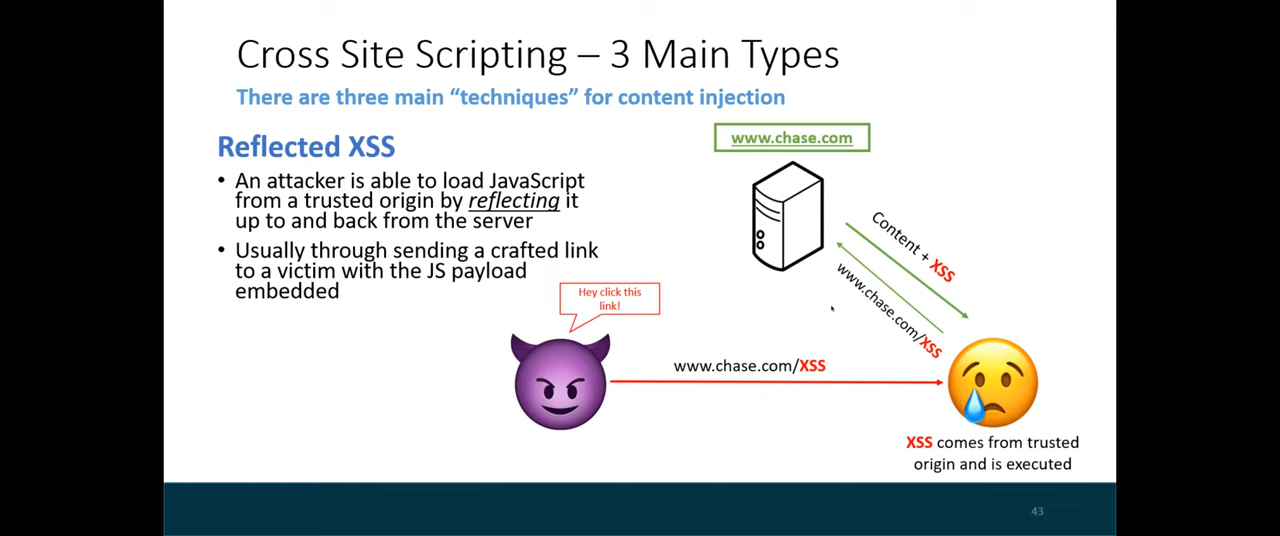 Cross Site Scripting – 3 Main Types
There are three main “techniques” for content injection
Reflected XSS
• An attacker is able to load JavaScript
from a trusted origin by reflecting it
up to and back from the server
• Usually through sending a crafted link
to a victim with the JS payload
embedded
www.chase.com
Content + XSS
www.chase.com/XSS
Hey click this
link!
www.chase.com/XSS
XSS comes from trusted
origin and is executed
43